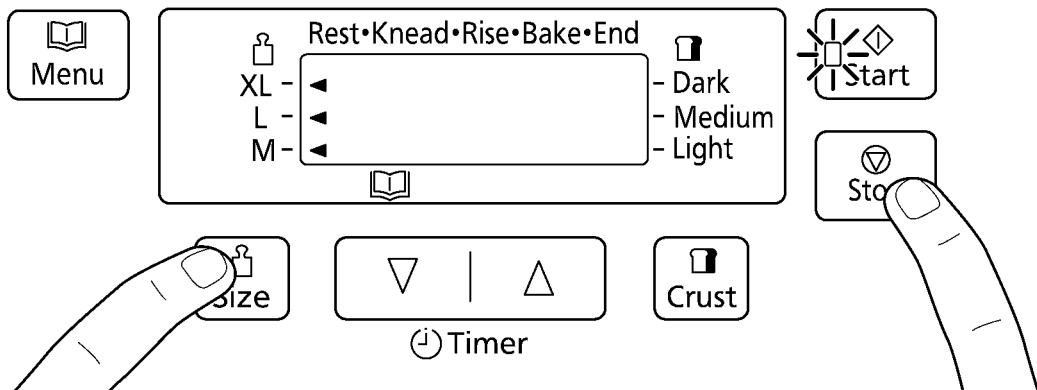 Menu
Rest•Knead•Rise•Bake•End
XL
L
M
Dark
Medium
Light
Start
Sto
Size
Timer
Crust